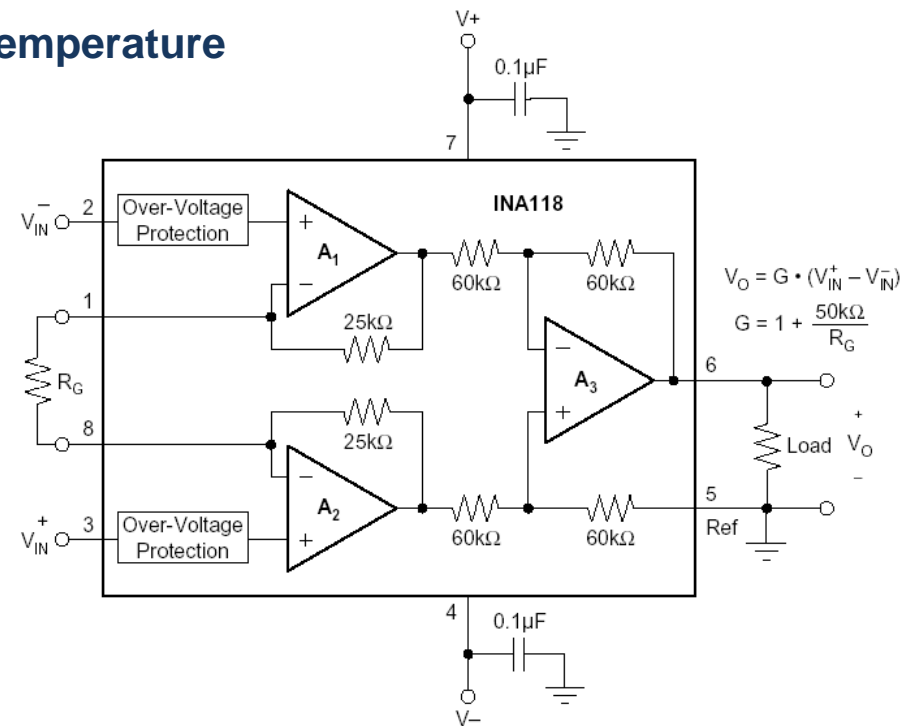 emperature
V+
0.1µF
7
INA118
V⁻IN
2
Over-Voltage
Protection
+
A1
−
60kΩ
60kΩ
VO = G • (V⁺IN – V⁻IN)
G = 1 + 50kΩ
RG
1
25kΩ
RG
−
A3
+
6
+
Load
VO
−
8
25kΩ
−
A2
+
60kΩ
60kΩ
5
Ref
V⁺IN
3
Over-Voltage
Protection
4
0.1µF
V–